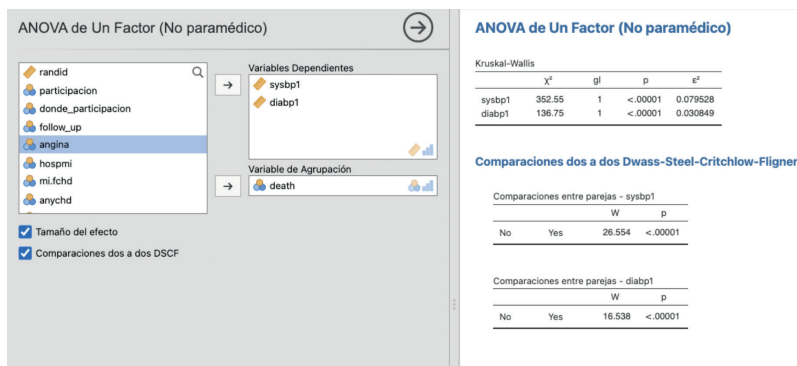 ANOVA de Un Factor (No paramédico)
randid
participacion
donde_participacion
follow_up
angina
hospmi
mi.fchd
anychd
Variables Dependientes
sysbp1
diabp1
Variable de Agrupación
death
Tamaño del efecto
Comparaciones dos a dos DSCF
ANOVA de Un Factor (No paramédico)
Kruskal-Wallis
χ² gl p ε²
sysbp1 352.55 1 <.00001 0.079528
diabp1 136.75 1 <.00001 0.030849
Comparaciones dos a dos Dwass-Steel-Critchlow-Fligner
Comparaciones entre parejas - sysbp1
W p
No Yes 26.554 <.00001
Comparaciones entre parejas - diabp1
W p
No Yes 16.538 <.00001